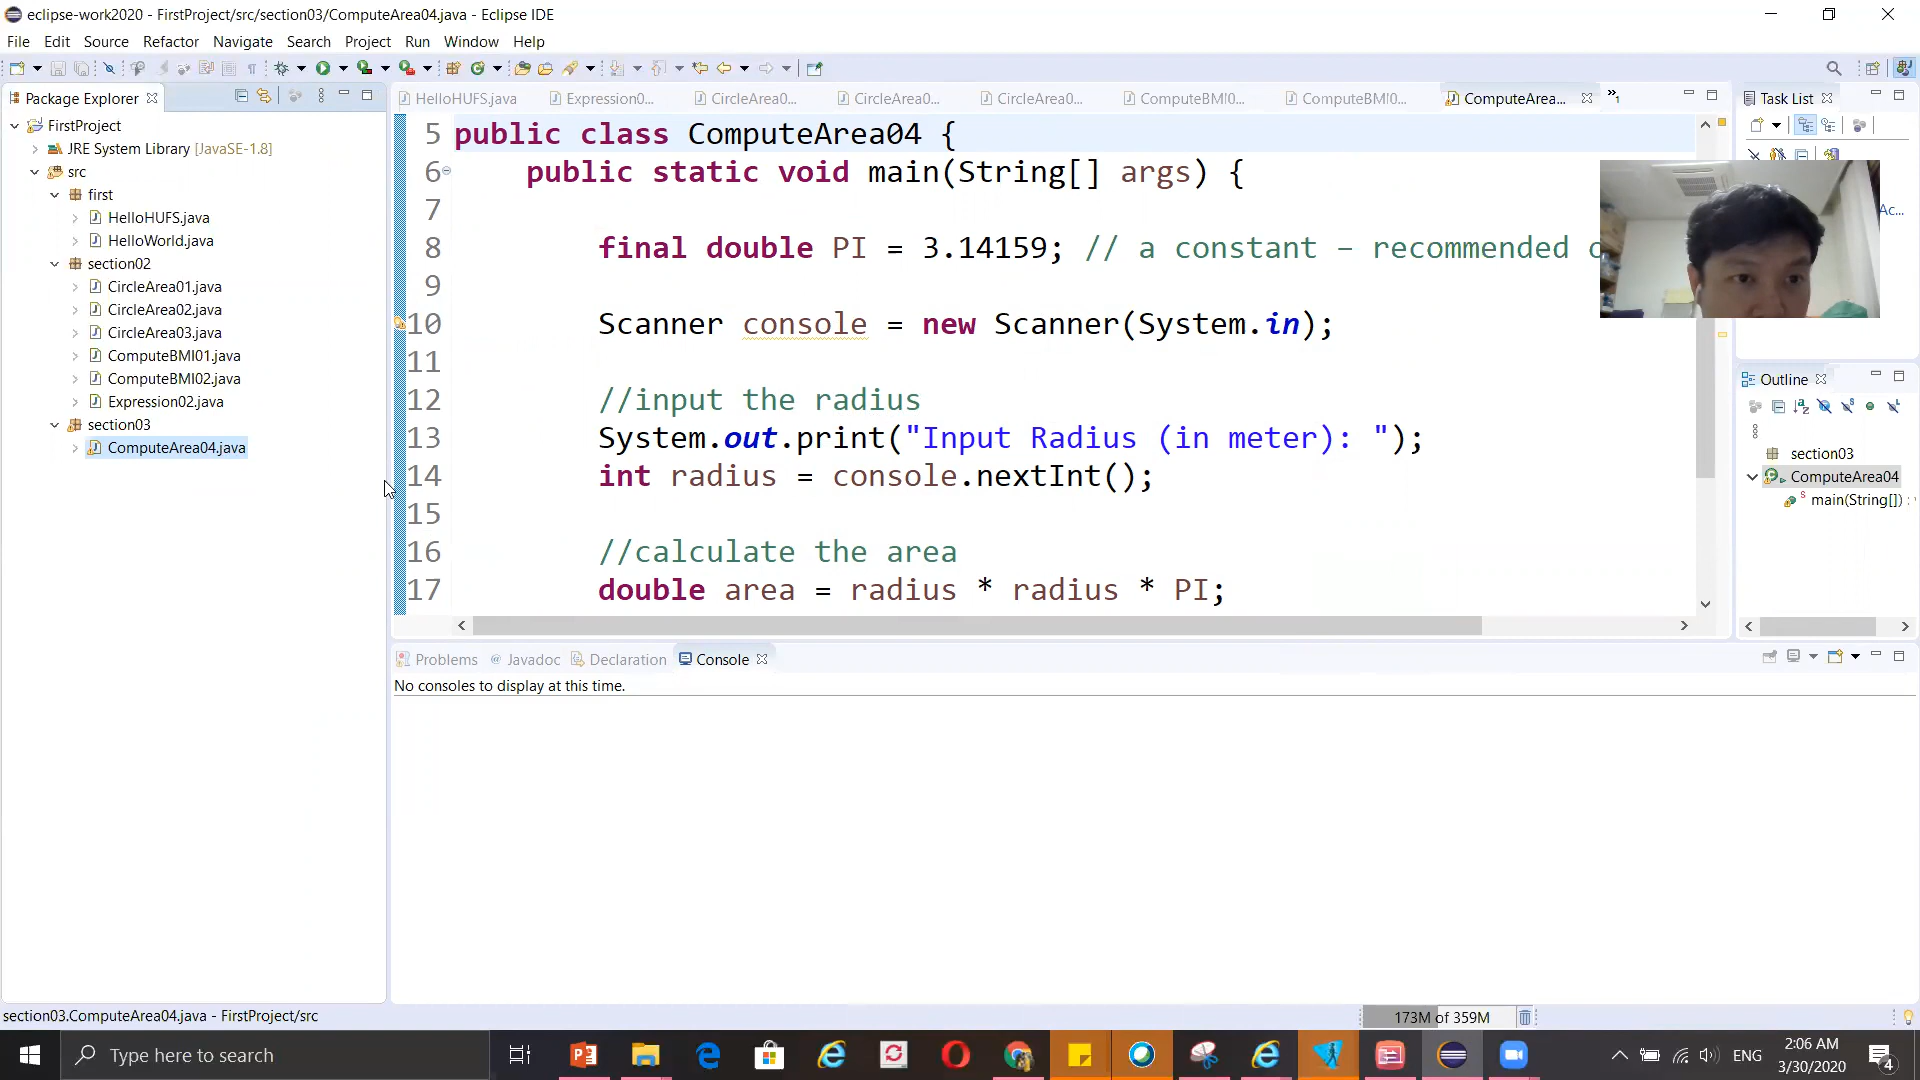 eclipse-work2020 - FirstProject/src/section03/ComputeArea04.java - Eclipse IDE
File Edit Source Refactor Navigate Search Project Run Window Help
Package Explorer
FirstProject
JRE System Library [JavaSE-1.8]
src
first
HelloHUFS.java
HelloWorld.java
section02
CircleArea01.java
CircleArea02.java
CircleArea03.java
ComputeBMI01.java
ComputeBMI02.java
Expression02.java
section03
ComputeArea04.java
HelloHUFS.java Expression0... CircleArea0... CircleArea0... CircleArea0... ComputeBMI0... ComputeBMI0... ComputeArea... »1
5 public class ComputeArea04 {
6 public static void main(String[] args) {
7
8 final double PI = 3.14159; // a constant – recommended
9
10 Scanner console = new Scanner(System.in);
11
12 //input the radius
13 System.out.print("Input Radius (in meter): ");
14 int radius = console.nextInt();
15
16 //calculate the area
17 double area = radius * radius * PI;
Task List
Ac...
Outline
section03
ComputeArea04
main(String[]) :
Problems Javadoc Declaration Console
No consoles to display at this time.
section03.ComputeArea04.java - FirstProject/src
173M of 359M
Type here to search
ENG
2:06 AM
3/30/2020
4